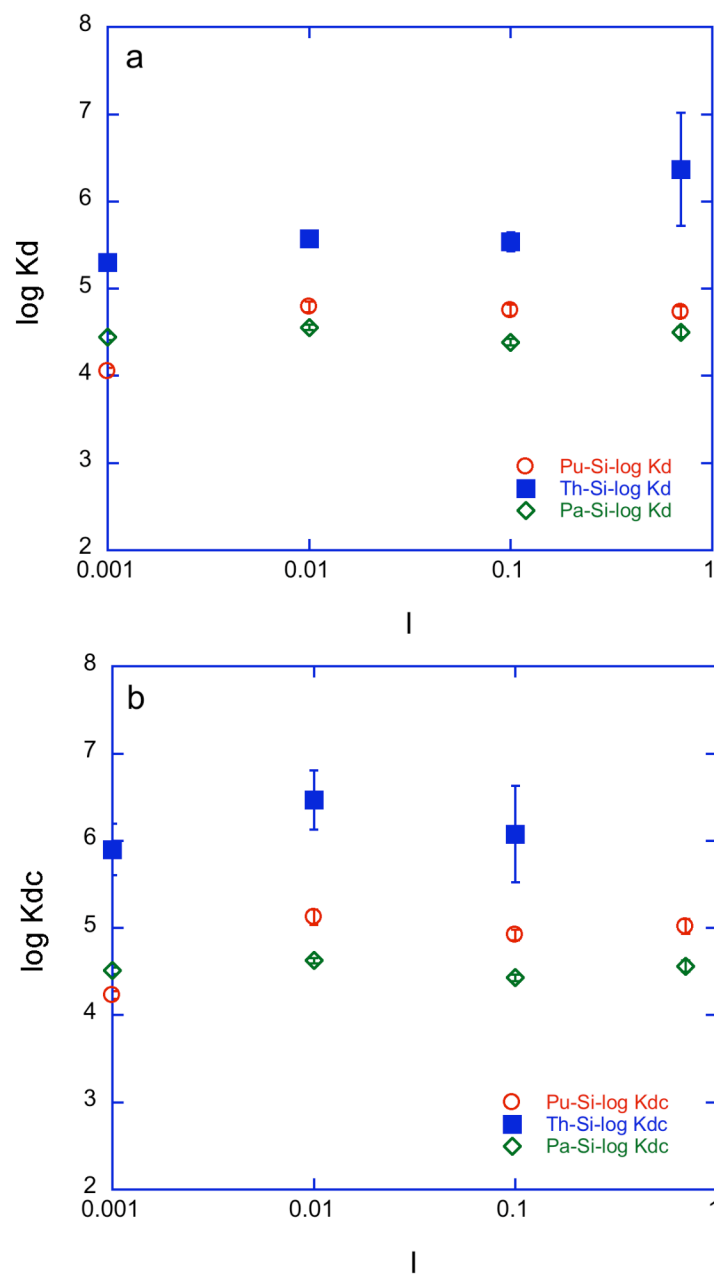 8
a
7
6
5
4
3
2
log Kd
Pu-Si-log Kd
Th-Si-log Kd
Pa-Si-log Kd
0.001 0.01 0.1 1
I
8
b
7
6
5
4
3
2
log Kdc
Pu-Si-log Kdc
Th-Si-log Kdc
Pa-Si-log Kdc
0.001 0.01 0.1 1
I